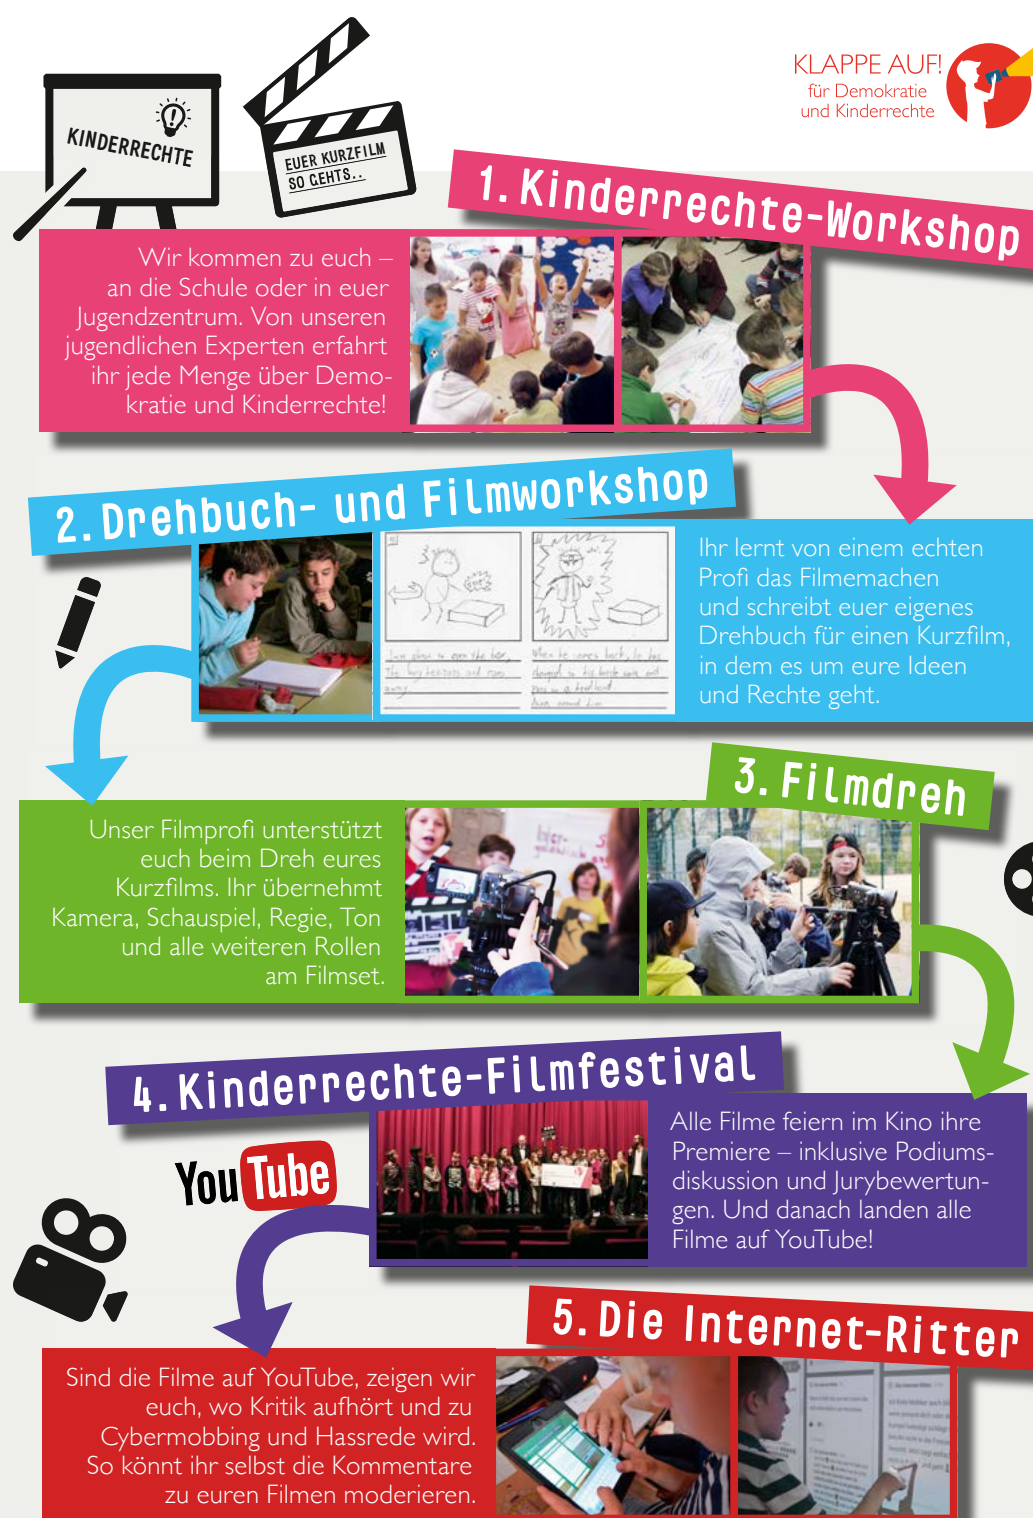 KINDERRECHTE
EUER KURZFILM
SO GEHTS..
KLAPPE AUF!
für Demokratie
und Kinderrechte
1. Kinderrechte-Workshop
Wir kommen zu euch –
an die Schule oder in euer
Jugendzentrum. Von unseren
jugendlichen Experten erfahrt
ihr jede Menge über Demo-
kratie und Kinderrechte!
2. Drehbuch- und Filmworkshop
Ihr lernt von einem echten
Profi das Filmemachen
und schreibt euer eigenes
Drehbuch für einen Kurzfilm,
in dem es um eure Ideen
und Rechte geht.
3. Filmdreh
Unser Filmprofi unterstützt
euch beim Dreh eures
Kurzfilms. Ihr übernehmt
Kamera, Schauspiel, Regie, Ton
und alle weiteren Rollen
am Filmset.
4. Kinderrechte-Filmfestival
YouTube
Alle Filme feiern im Kino ihre
Premiere – inklusive Podiums-
diskussion und Jurybewertun-
gen. Und danach landen alle
Filme auf YouTube!
5. Die Internet-Ritter
Sind die Filme auf YouTube, zeigen wir
euch, wo Kritik aufhört und zu
Cybermobbing und Hassrede wird.
So könnt ihr selbst die Kommentare
zu euren Filmen moderieren.